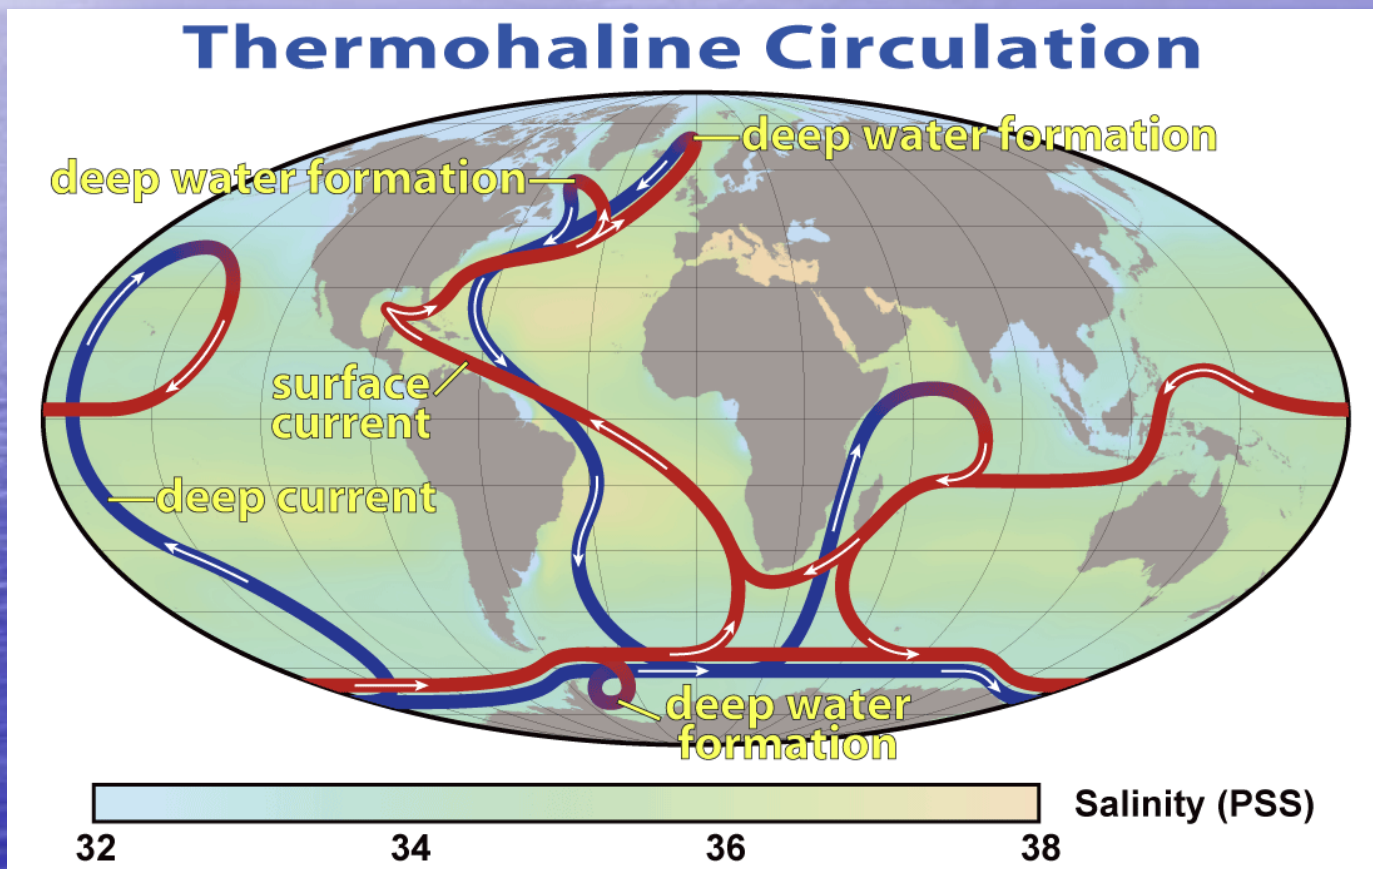 Thermohaline Circulation
deep water formation
deep water formation
surface
current
deep current
deep water
formation
Salinity (PSS)
32 34 36 38